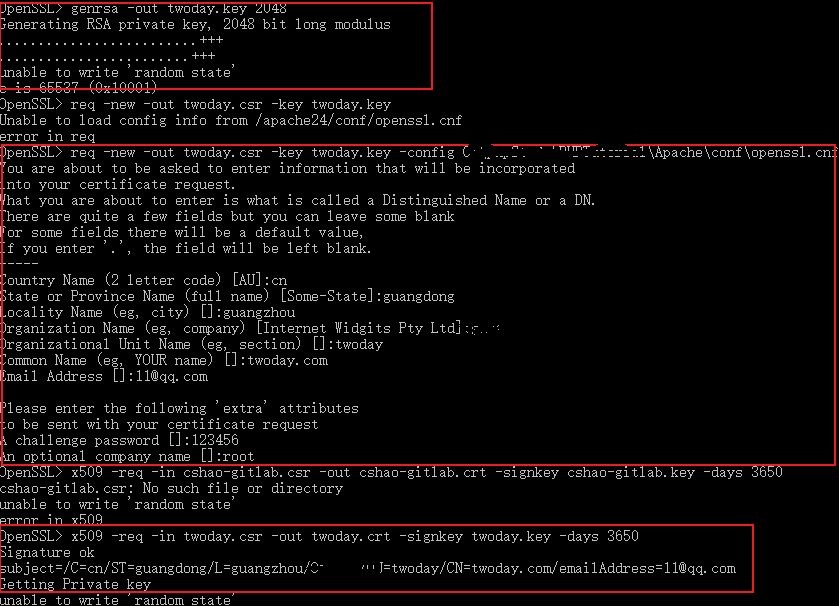 OpenSSL> genrsa -out twoday.key 2048
Generating RSA private key, 2048 bit long modulus
.........................+++
........................+++
unable to write 'random state'
e is 65537 (0x10001)
OpenSSL> req -new -out twoday.csr -key twoday.key
Unable to load config info from /apache24/conf/openssl.cnf
error in req
OpenSSL> req -new -out twoday.csr -key twoday.key -config \Apache\conf\openssl.cnf
You are about to be asked to enter information that will be incorporated
into your certificate request.
What you are about to enter is what is called a Distinguished Name or a DN.
There are quite a few fields but you can leave some blank
For some fields there will be a default value,
If you enter '.', the field will be left blank.
-----
Country Name (2 letter code) [AU]:cn
State or Province Name (full name) [Some-State]:guangdong
Locality Name (eg, city) []:guangzhou
Organization Name (eg, company) [Internet Widgits Pty Ltd]:
Organizational Unit Name (eg, section) []:twoday
Common Name (eg, YOUR name) []:twoday.com
Email Address []:11@qq.com
Please enter the following 'extra' attributes
to be sent with your certificate request
A challenge password []:123456
An optional company name []:root
OpenSSL> x509 -req -in cshao-gitlab.csr -out cshao-gitlab.crt -signkey cshao-gitlab.key -days 3650
cshao-gitlab.csr: No such file or directory
unable to write 'random state'
error in x509
OpenSSL> x509 -req -in twoday.csr -out twoday.crt -signkey twoday.key -days 3650
Signature ok
subject=/C=cn/ST=guangdong/L=guangzhou/ =twoday/CN=twoday.com/emailAddress=11@qq.com
Getting Private key
unable to write 'random state'